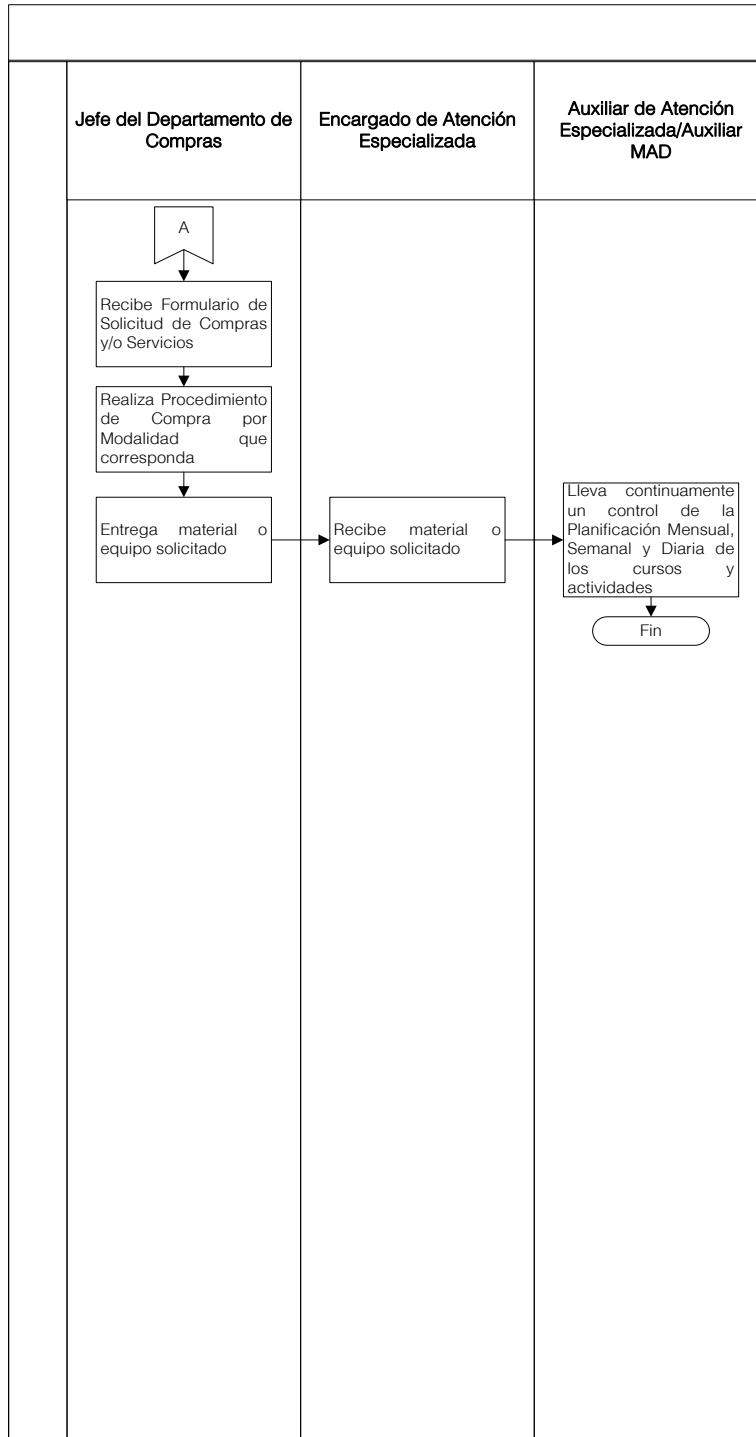 Jefe del Departamento de
Compras
Encargado de Atención
Especializada
Auxiliar de Atención
Especializada/Auxiliar
MAD
A
Recibe Formulario de
Solicitud de Compras
y/o Servicios
Realiza Procedimiento
de Compra por
Modalidad que
corresponda
Entrega material o
equipo solicitado
Recibe material o
equipo solicitado
Lleva continuamente
un control de la
Planificación Mensual,
Semanal y Diaria de
los cursos y
actividades
Fin